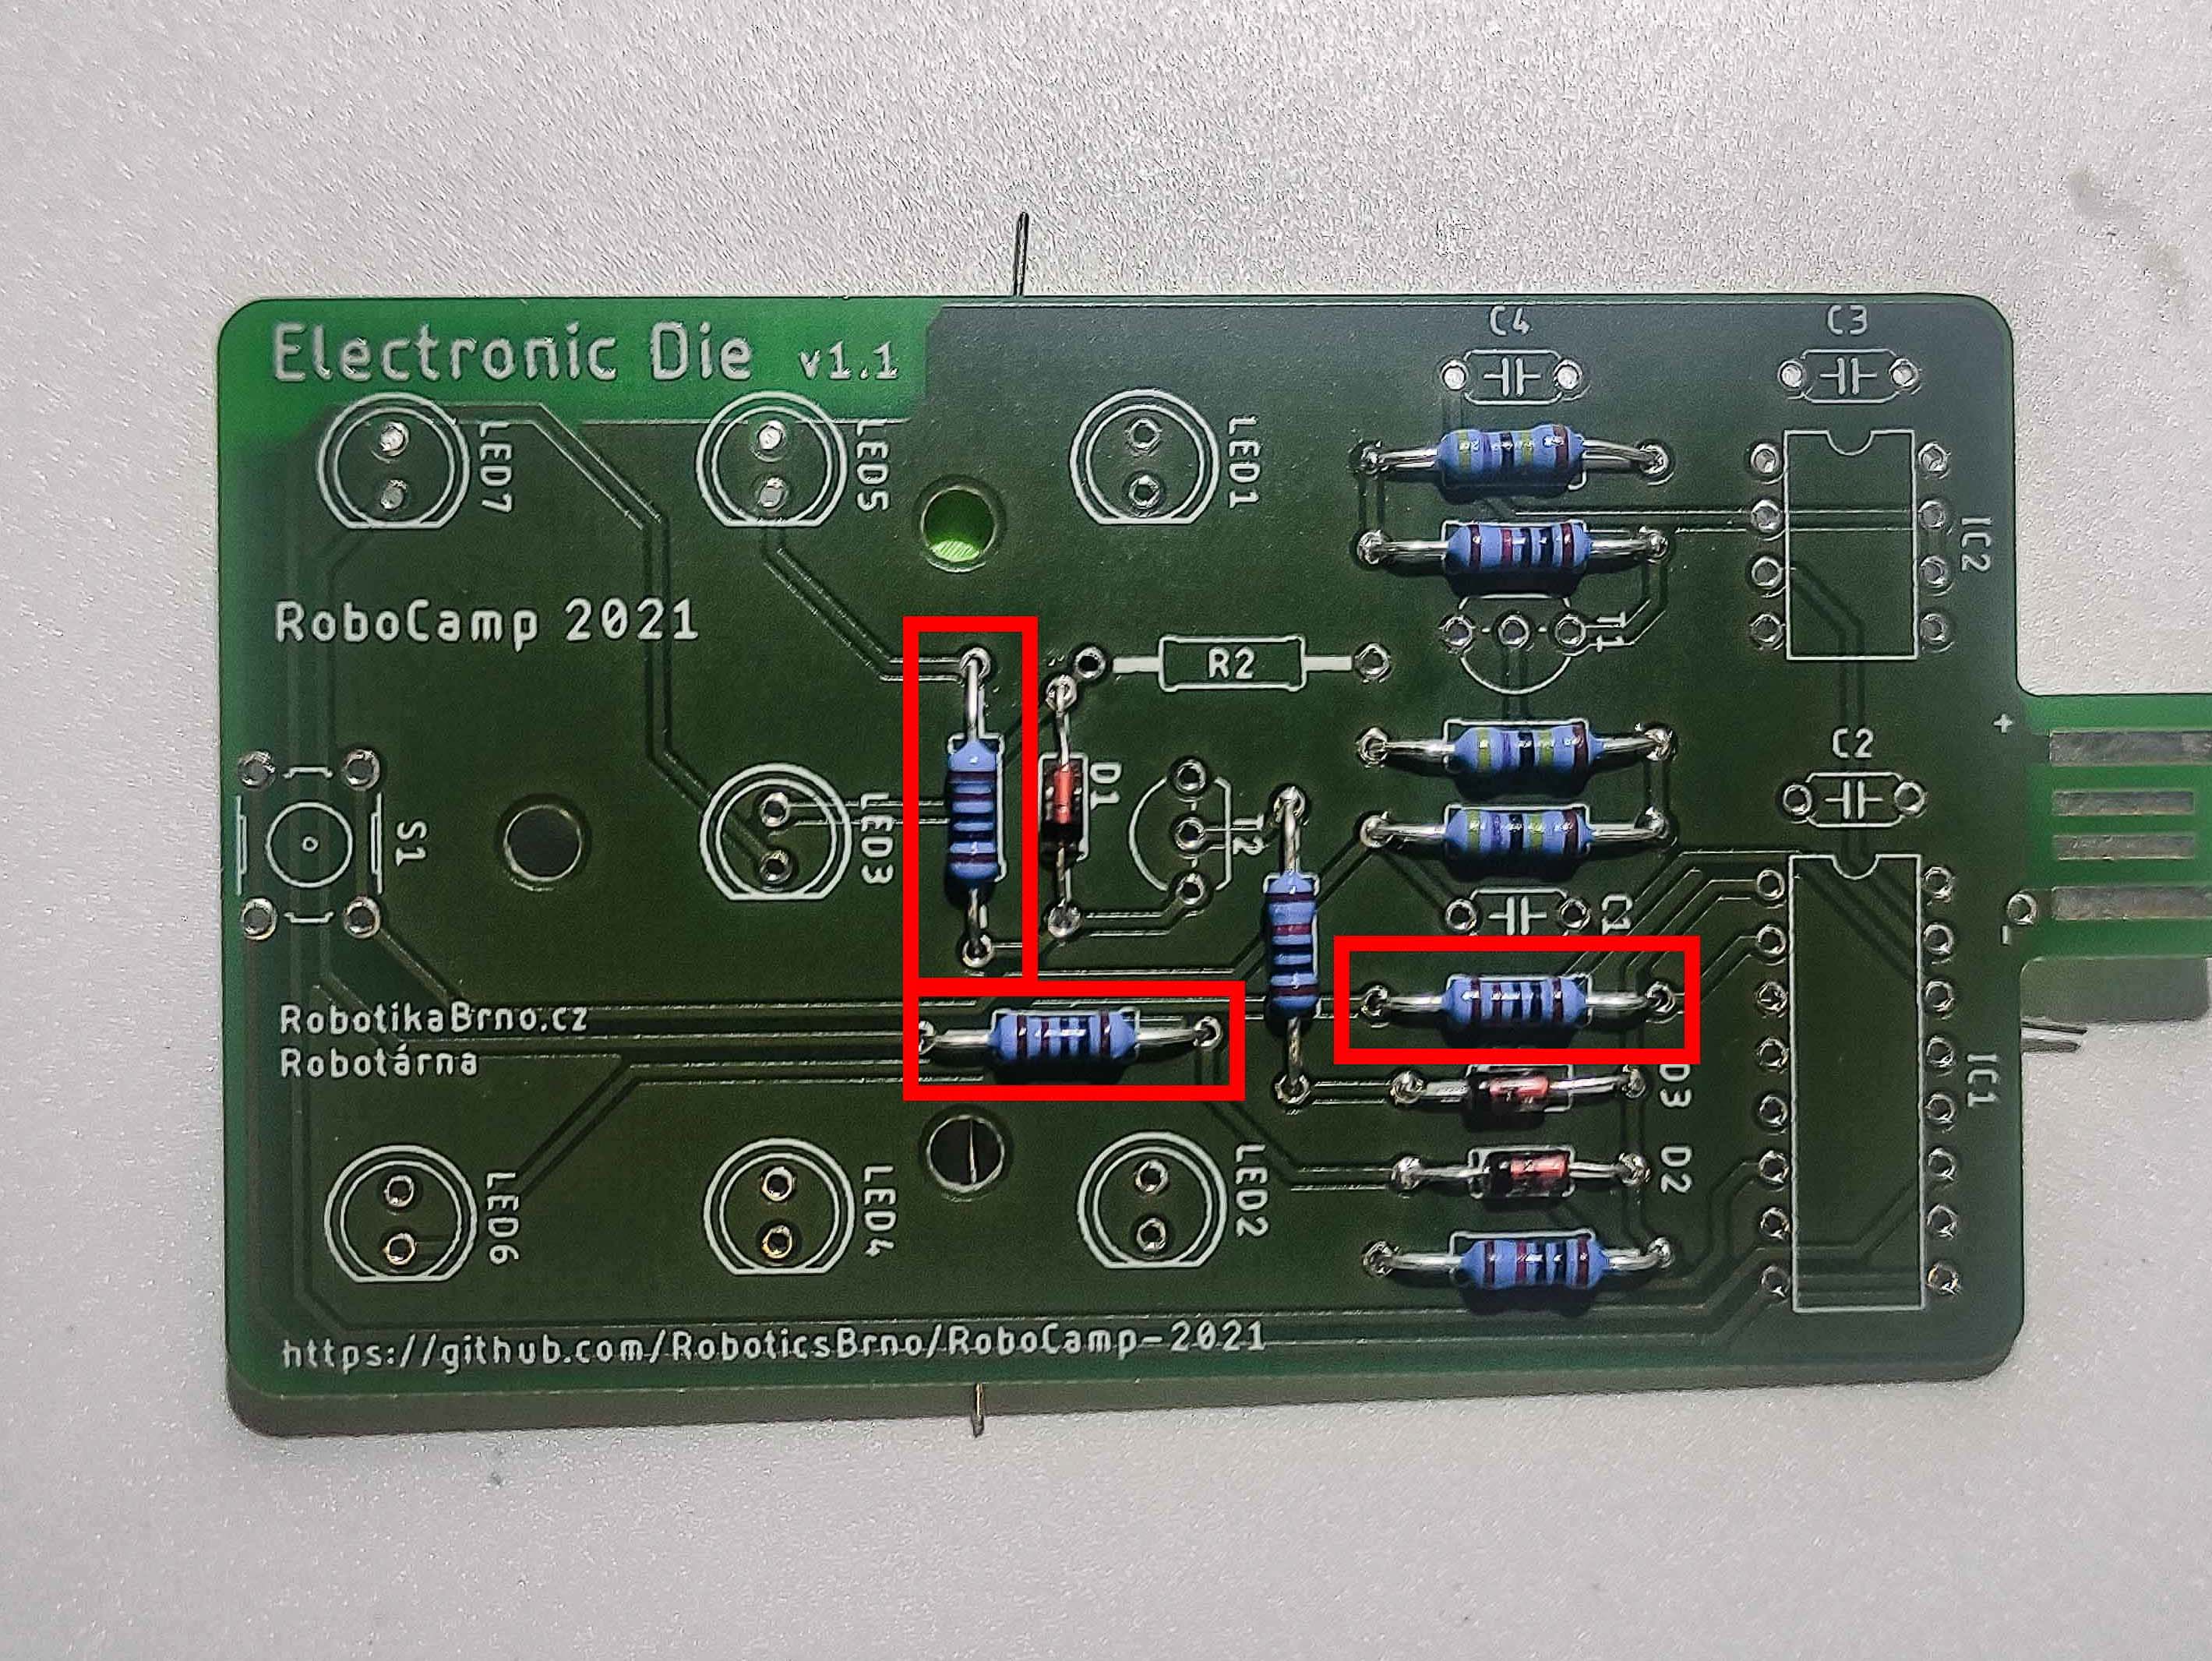 Electronic Die v1.1
C4
C3
LED7
LED5
LED1
IC2
RoboCamp 2021
T1
R2
+
D1
C2
S1
LED3
T2
C1
-
RobotikaBrno.cz
Robotárna
D3
IC1
D2
LED6
LED4
LED2
https://github.com/RoboticsBrno/RoboCamp-2021